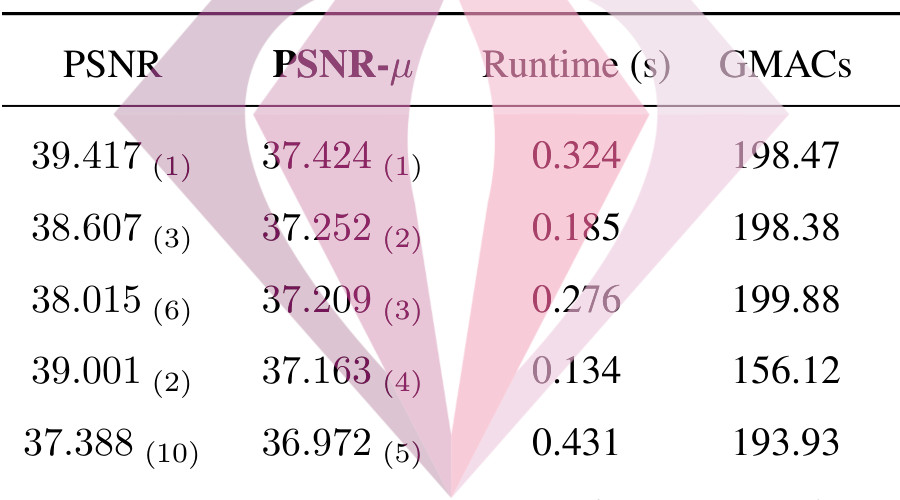 PSNR PSNR-μ Runtime (s) GMACs
39.417 (1) 37.424 (1) 0.324 198.47
38.607 (3) 37.252 (2) 0.185 198.38
38.015 (6) 37.209 (3) 0.276 199.88
39.001 (2) 37.163 (4) 0.134 156.12
37.388 (10) 36.972 (5) 0.431 193.93